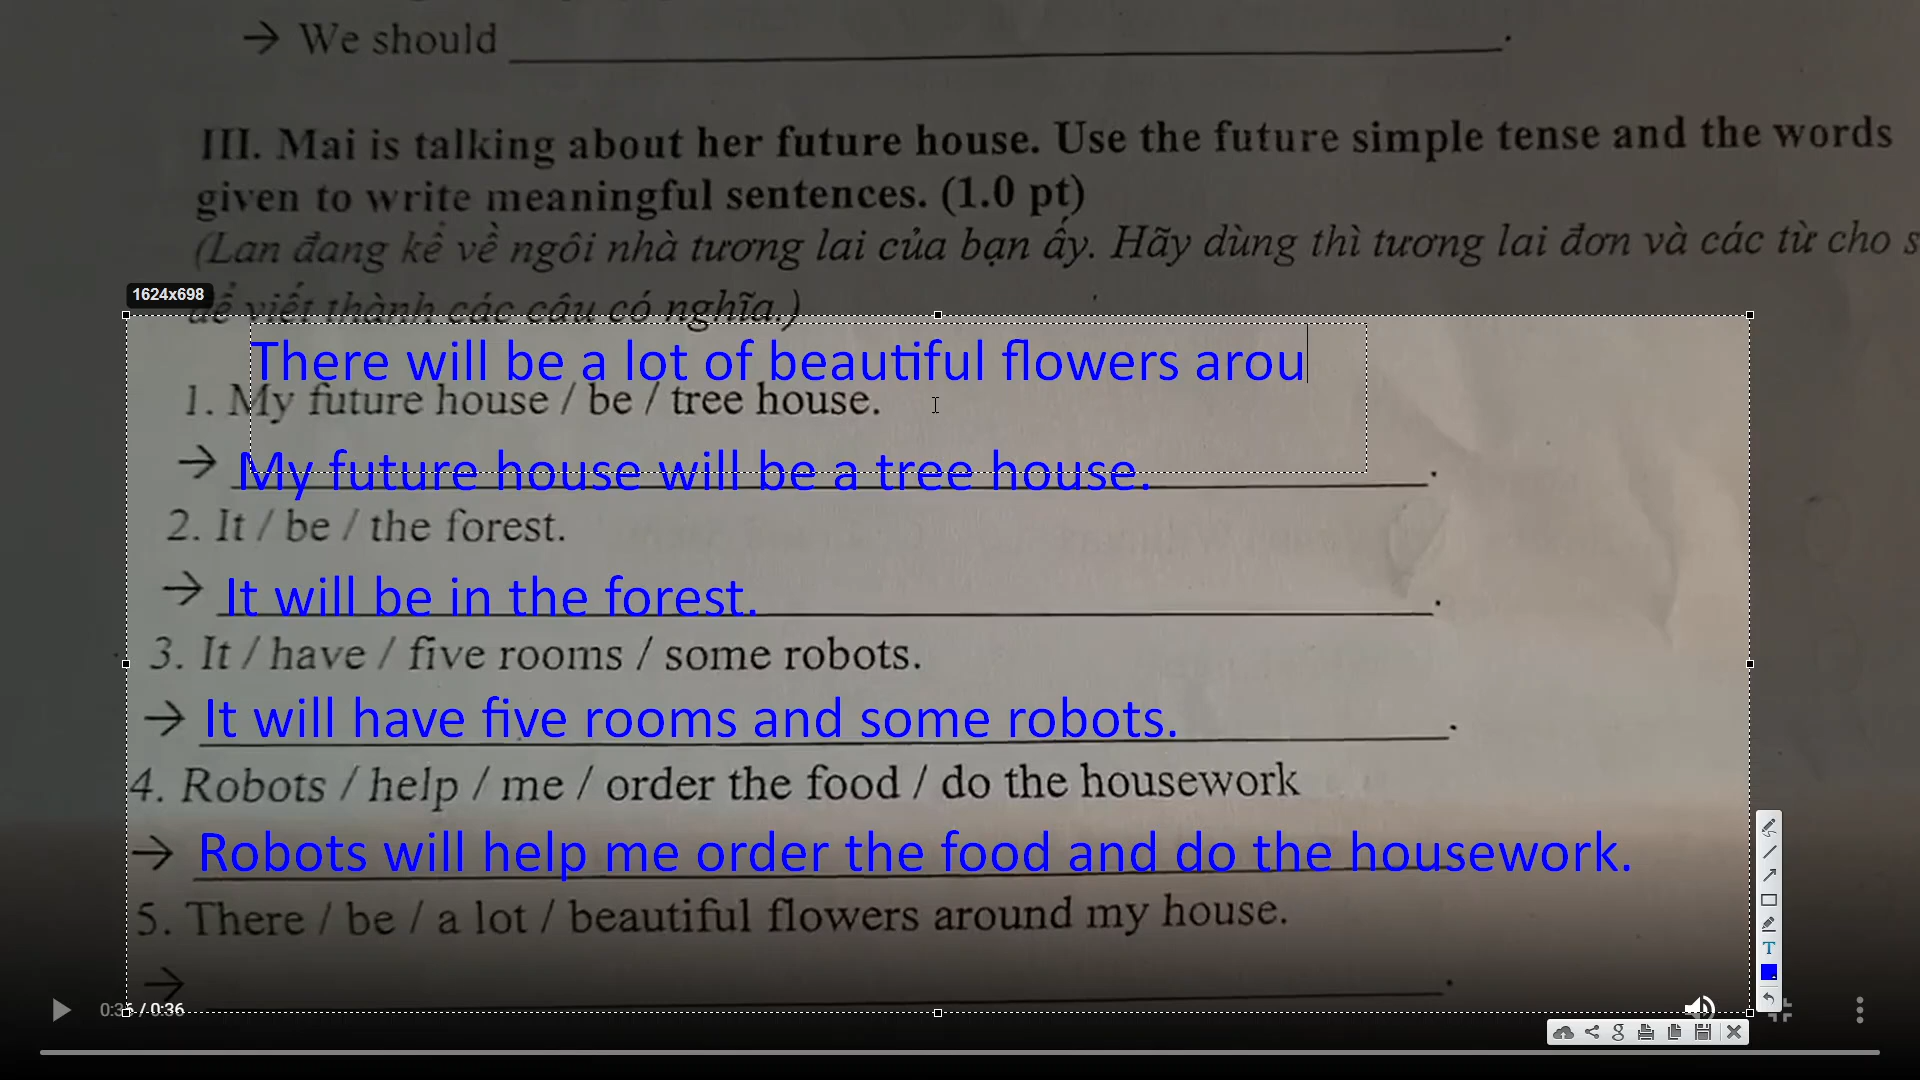 → We should ____.
III. Mai is talking about her future house. Use the future simple tense and the words
given to write meaningful sentences. (1.0 pt)
(Lan đang kể về ngôi nhà tương lai của bạn ấy. Hãy dùng thì tương lai đơn và các từ cho s
để viết thành các câu có nghĩa.)
1624x698
There will be a lot of beautiful flowers arou
1. My future house / be / tree house.
→ My future house will be a tree house.
2. It / be / the forest.
→ It will be in the forest.
3. It / have / five rooms / some robots.
→ It will have five rooms and some robots.
4. Robots / help / me / order the food / do the housework
→ Robots will help me order the food and do the housework.
5. There / be / a lot / beautiful flowers around my house.
→ ____.
/ 0:36